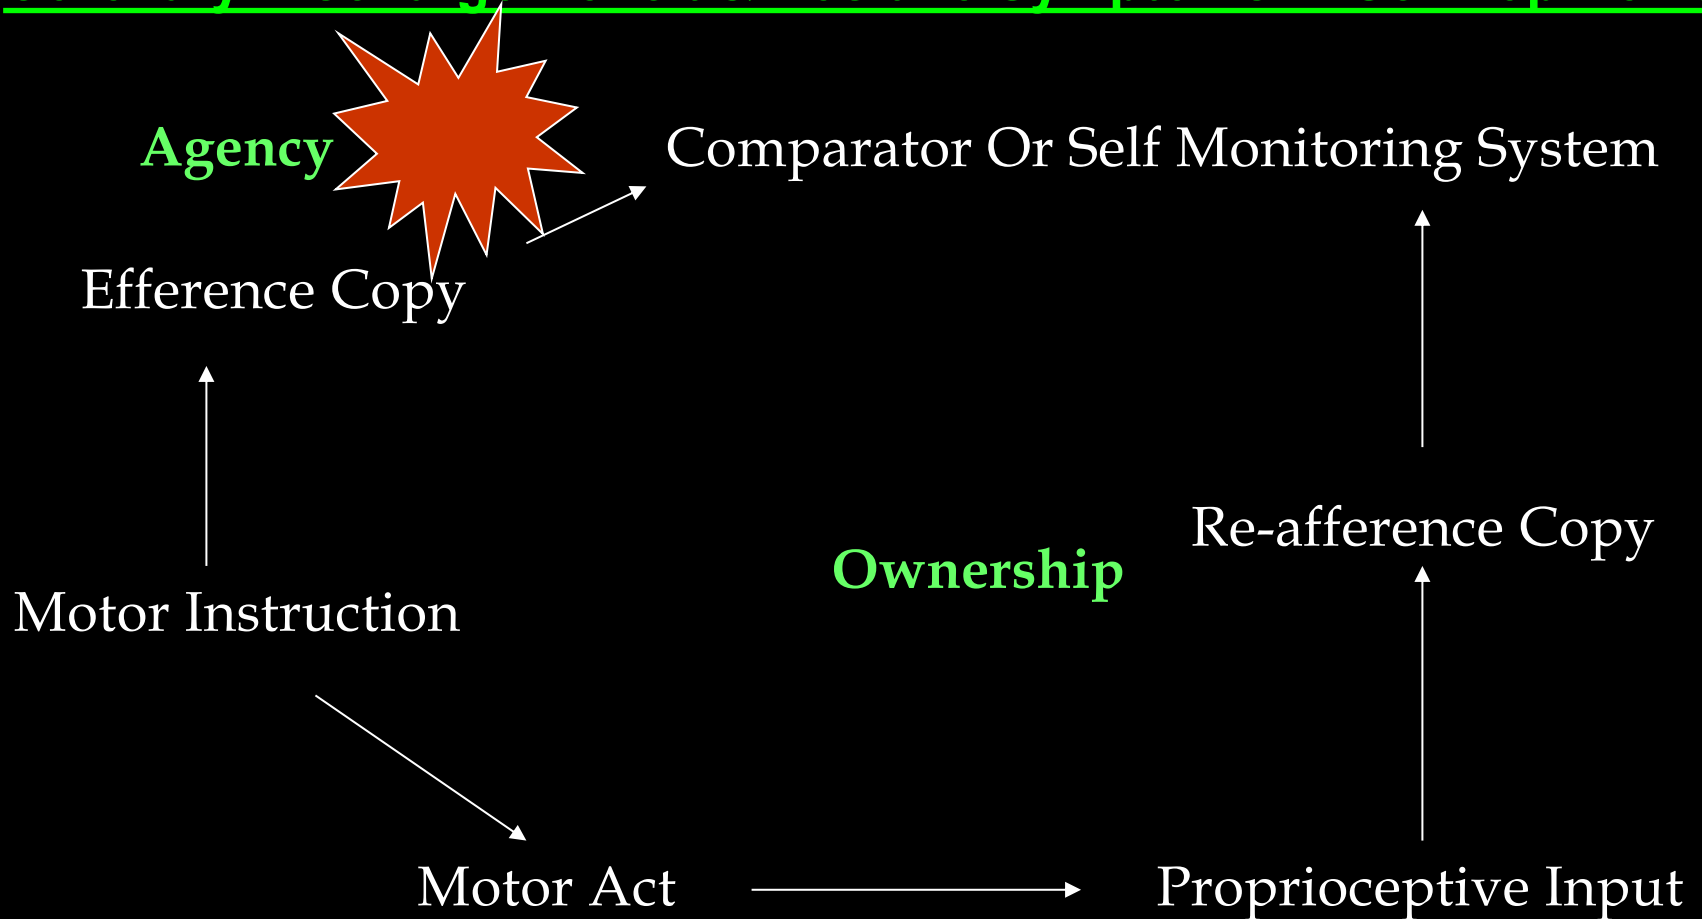 Agency
Comparator Or Self Monitoring System
Efference Copy
Re-afference Copy
Ownership
Motor Instruction
Motor Act
Proprioceptive Input